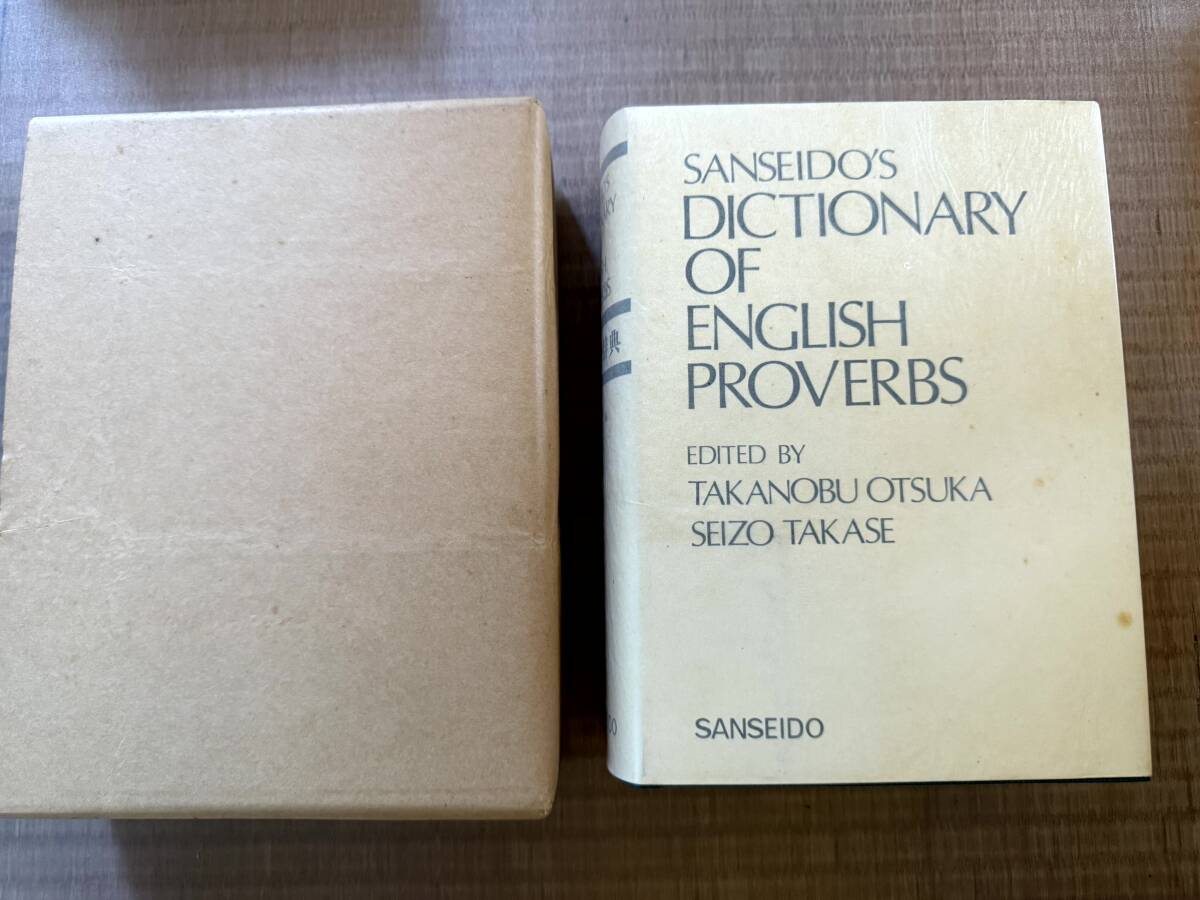 SANSEIDO'S
DICTIONARY
OF
ENGLISH
PROVERBS
EDITED BY
TAKANOBU OTSUKA
SEIZO TAKASE
SANSEIDO